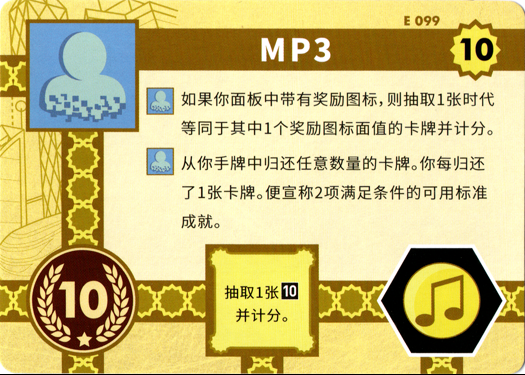 E 099
MP3
10
如果你面板中带有奖励图标,则抽取1张时代
等同于其中1个奖励图标面值的卡牌并计分。
从你手牌中归还任意数量的卡牌。你每归还
了1张卡牌。便宣称2项满足条件的可用标准
成就。
10
抽取1张10
并计分。